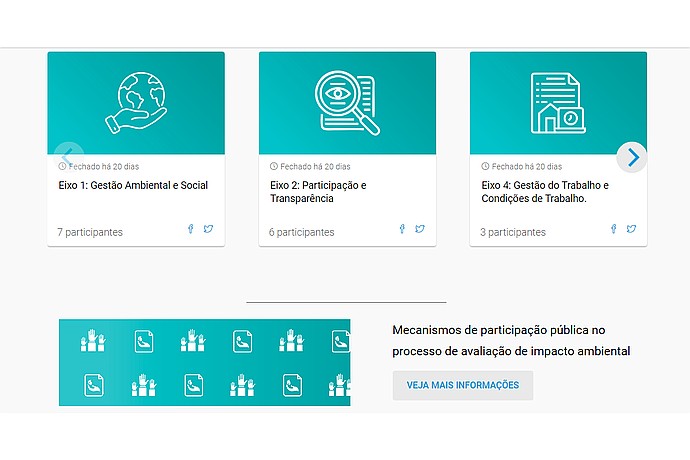 Fechado há 20 dias
Eixo 1: Gestão Ambiental e Social
7 participantes
Fechado há 20 dias
Eixo 2: Participação e
Transparência
6 participantes
Fechado há 20 dias
Eixo 4: Gestão do Trabalho e
Condições de Trabalho.
3 participantes
Mecanismos de participação pública no
processo de avaliação de impacto ambiental
VEJA MAIS INFORMAÇÕES